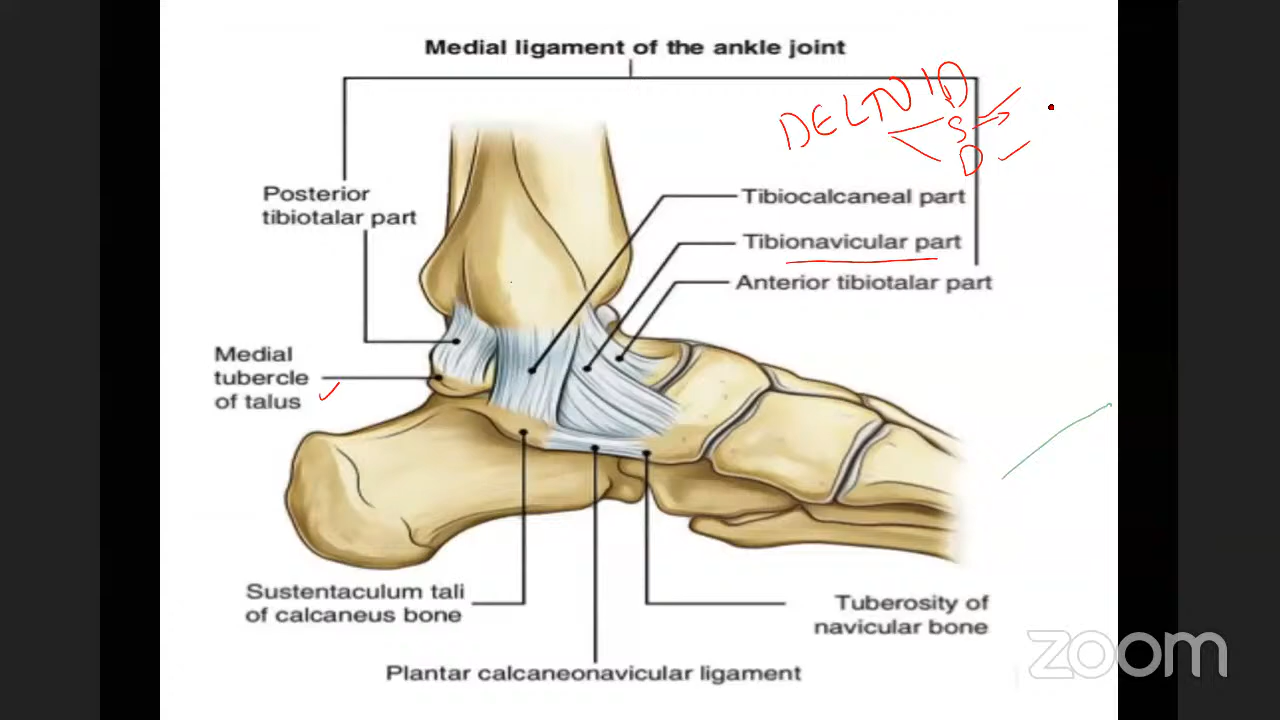 Medial ligament of the ankle joint
DELTOID
S
D
Posterior
tibiotalar part
Tibiocalcaneal part
Tibionavicular part
Anterior tibiotalar part
Medial
tubercle
of talus
Sustentaculum tali
of calcaneus bone
Tuberosity of
navicular bone
Plantar calcaneonavicular ligament
zoom